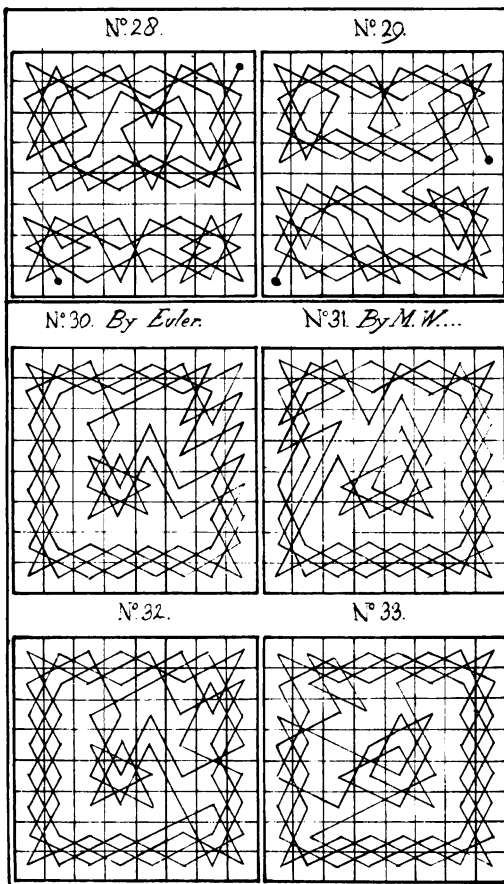 Nº 28.
Nº 29.
Nº 30. By Euler.
Nº 31. By M.W....
Nº 32.
Nº 33.